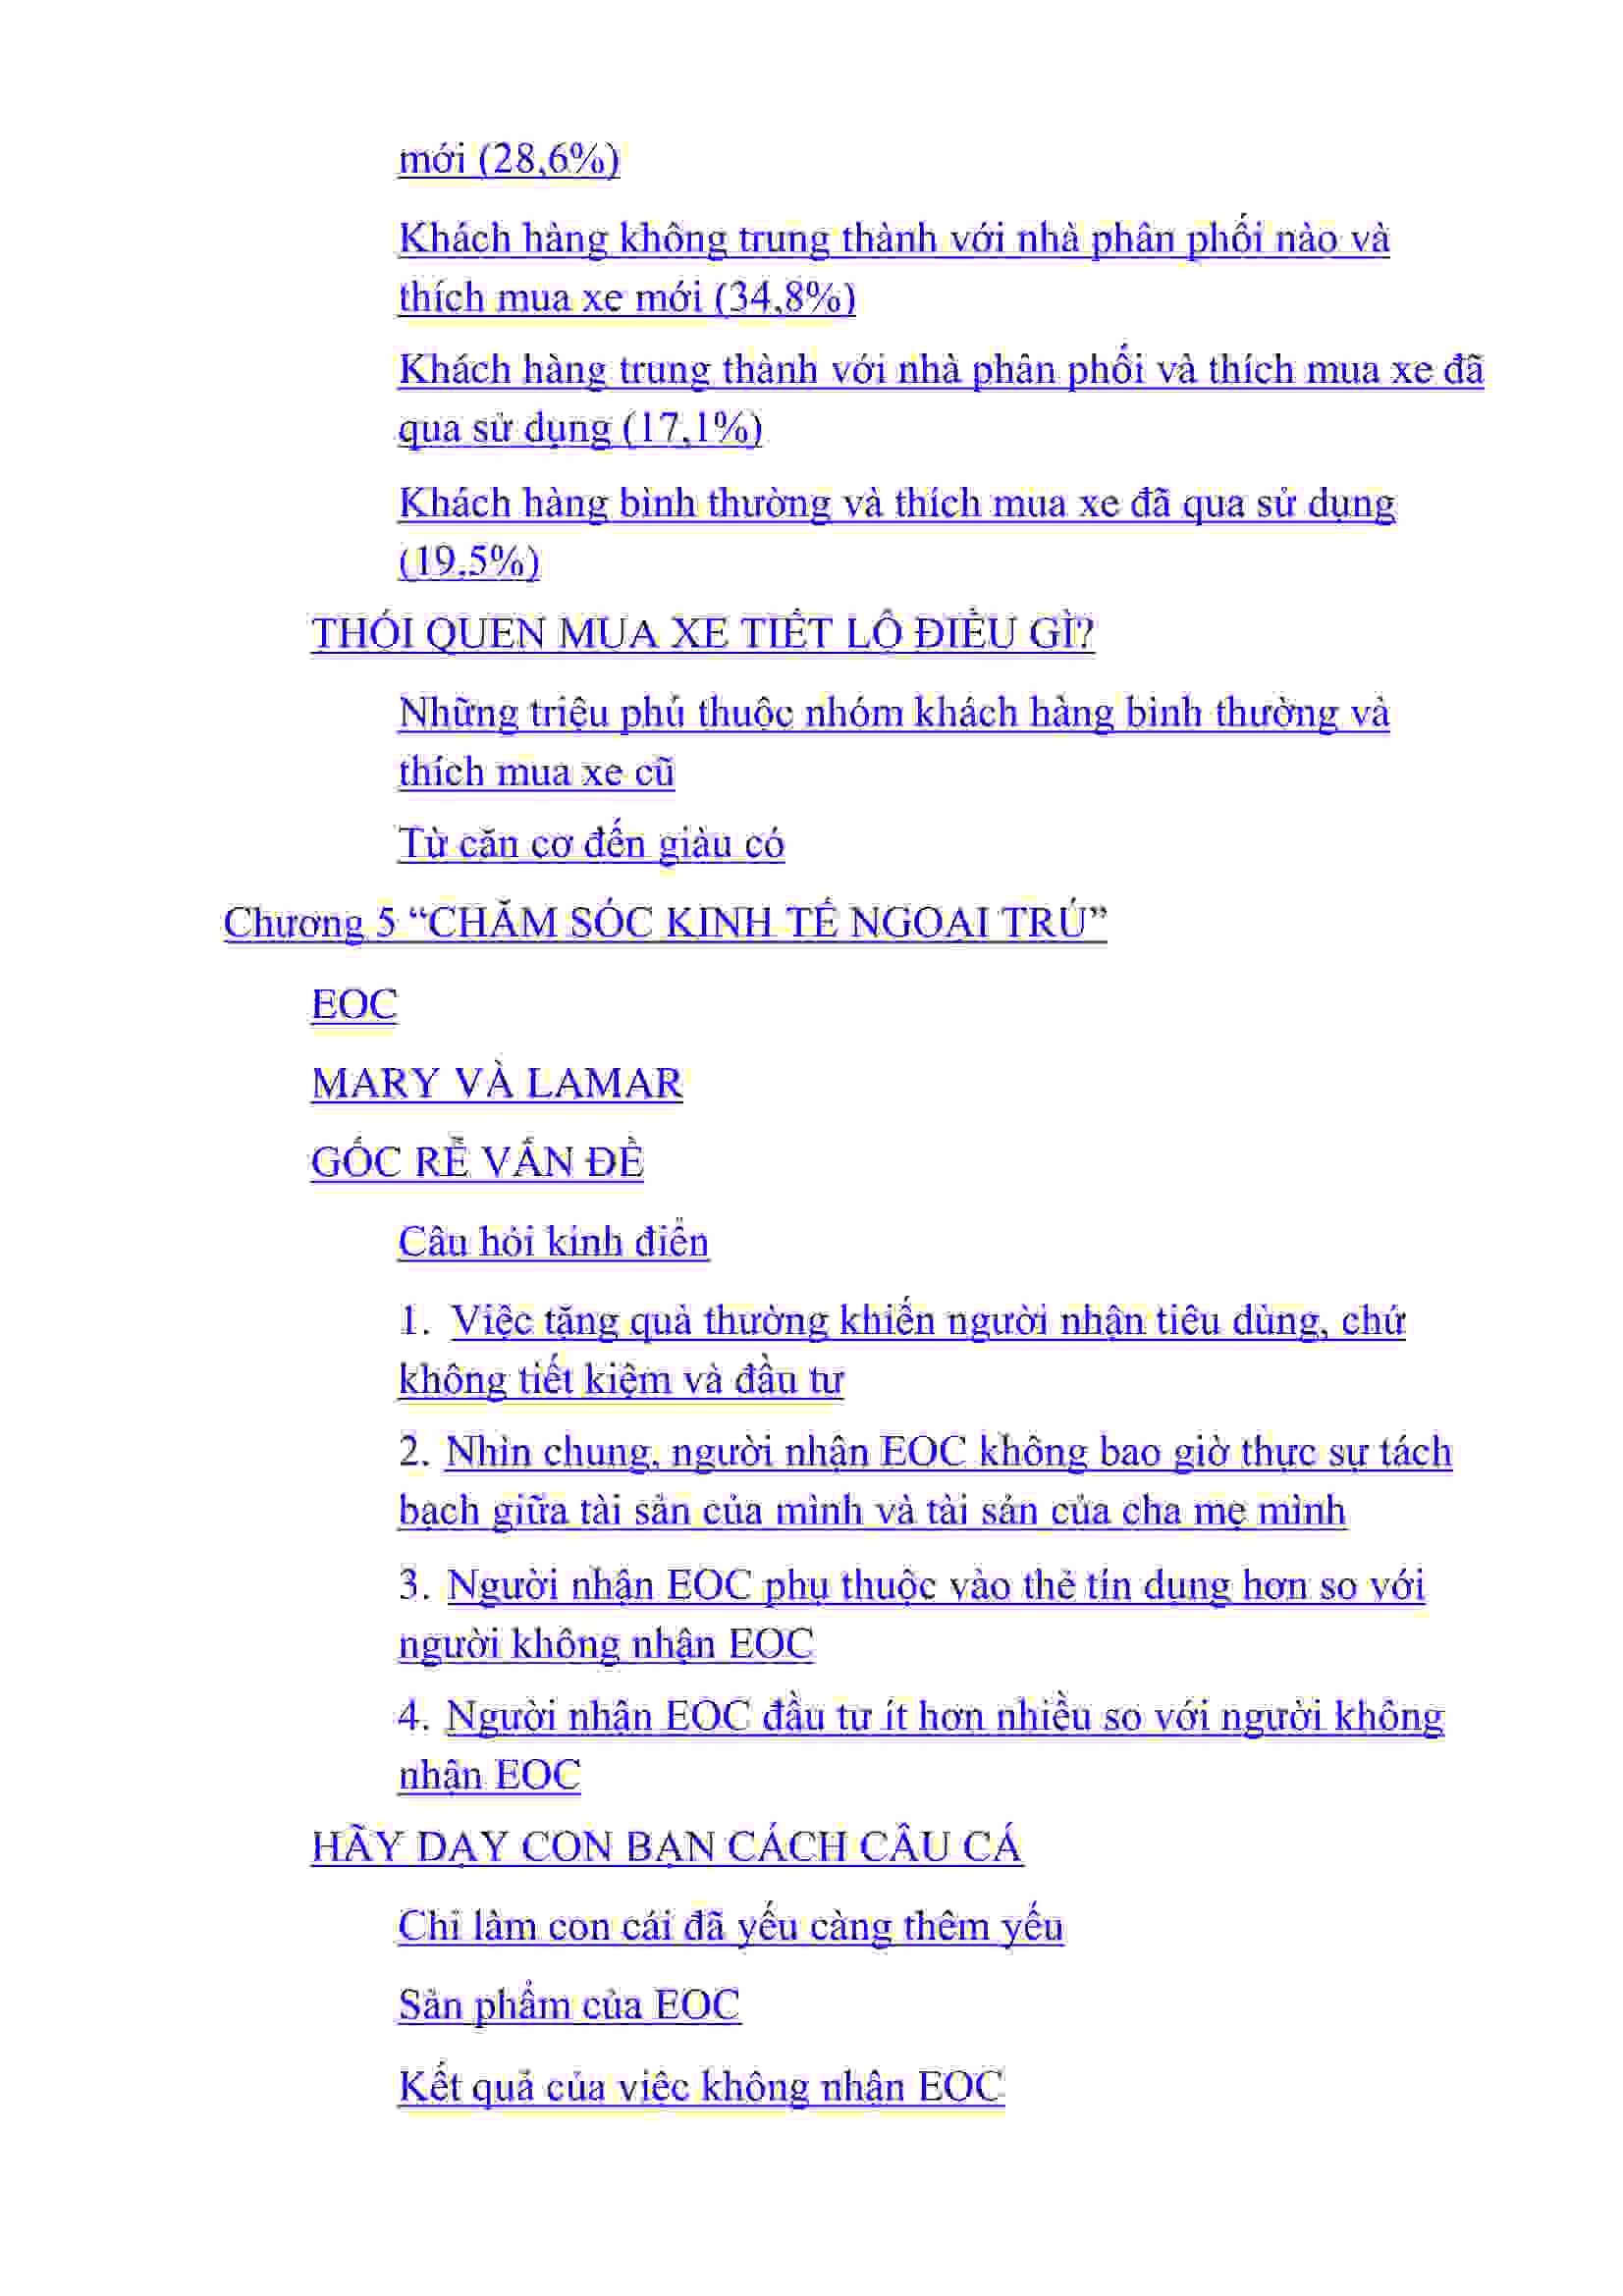 mới (28,6%)
Khách hàng không trung thành với nhà phân phối nào và
thích mua xe mới (34,8%)
Khách hàng trung thành với nhà phân phối và thích mua xe đã
qua sử dụng (17,1%)
Khách hàng bình thường và thích mua xe đã qua sử dụng
(19,5%)
THÓI QUEN MUA XE TIẾT LỘ ĐIỀU GÌ?
Những triệu phú thuộc nhóm khách hàng bình thường và
thích mua xe cũ
Từ căn cơ đến giàu có
Chương 5 “CHĂM SÓC KINH TẾ NGOẠI TRÚ”
EOC
MARY VÀ LAMAR
GỐC RỄ VẤN ĐỀ
Câu hỏi kinh điển
1. Việc tặng quà thường khiến người nhận tiêu dùng, chứ
không tiết kiệm và đầu tư
2. Nhìn chung, người nhận EOC không bao giờ thực sự tách
bạch giữa tài sản của mình và tài sản của cha mẹ mình
3. Người nhận EOC phụ thuộc vào thẻ tín dụng hơn so với
người không nhận EOC
4. Người nhận EOC đầu tư ít hơn nhiều so với người không
nhận EOC
HÃY DẠY CON BẠN CÁCH CÂU CÁ
Chỉ làm con cái đã yếu càng thêm yếu
Sản phẩm của EOC
Kết quả của việc không nhận EOC